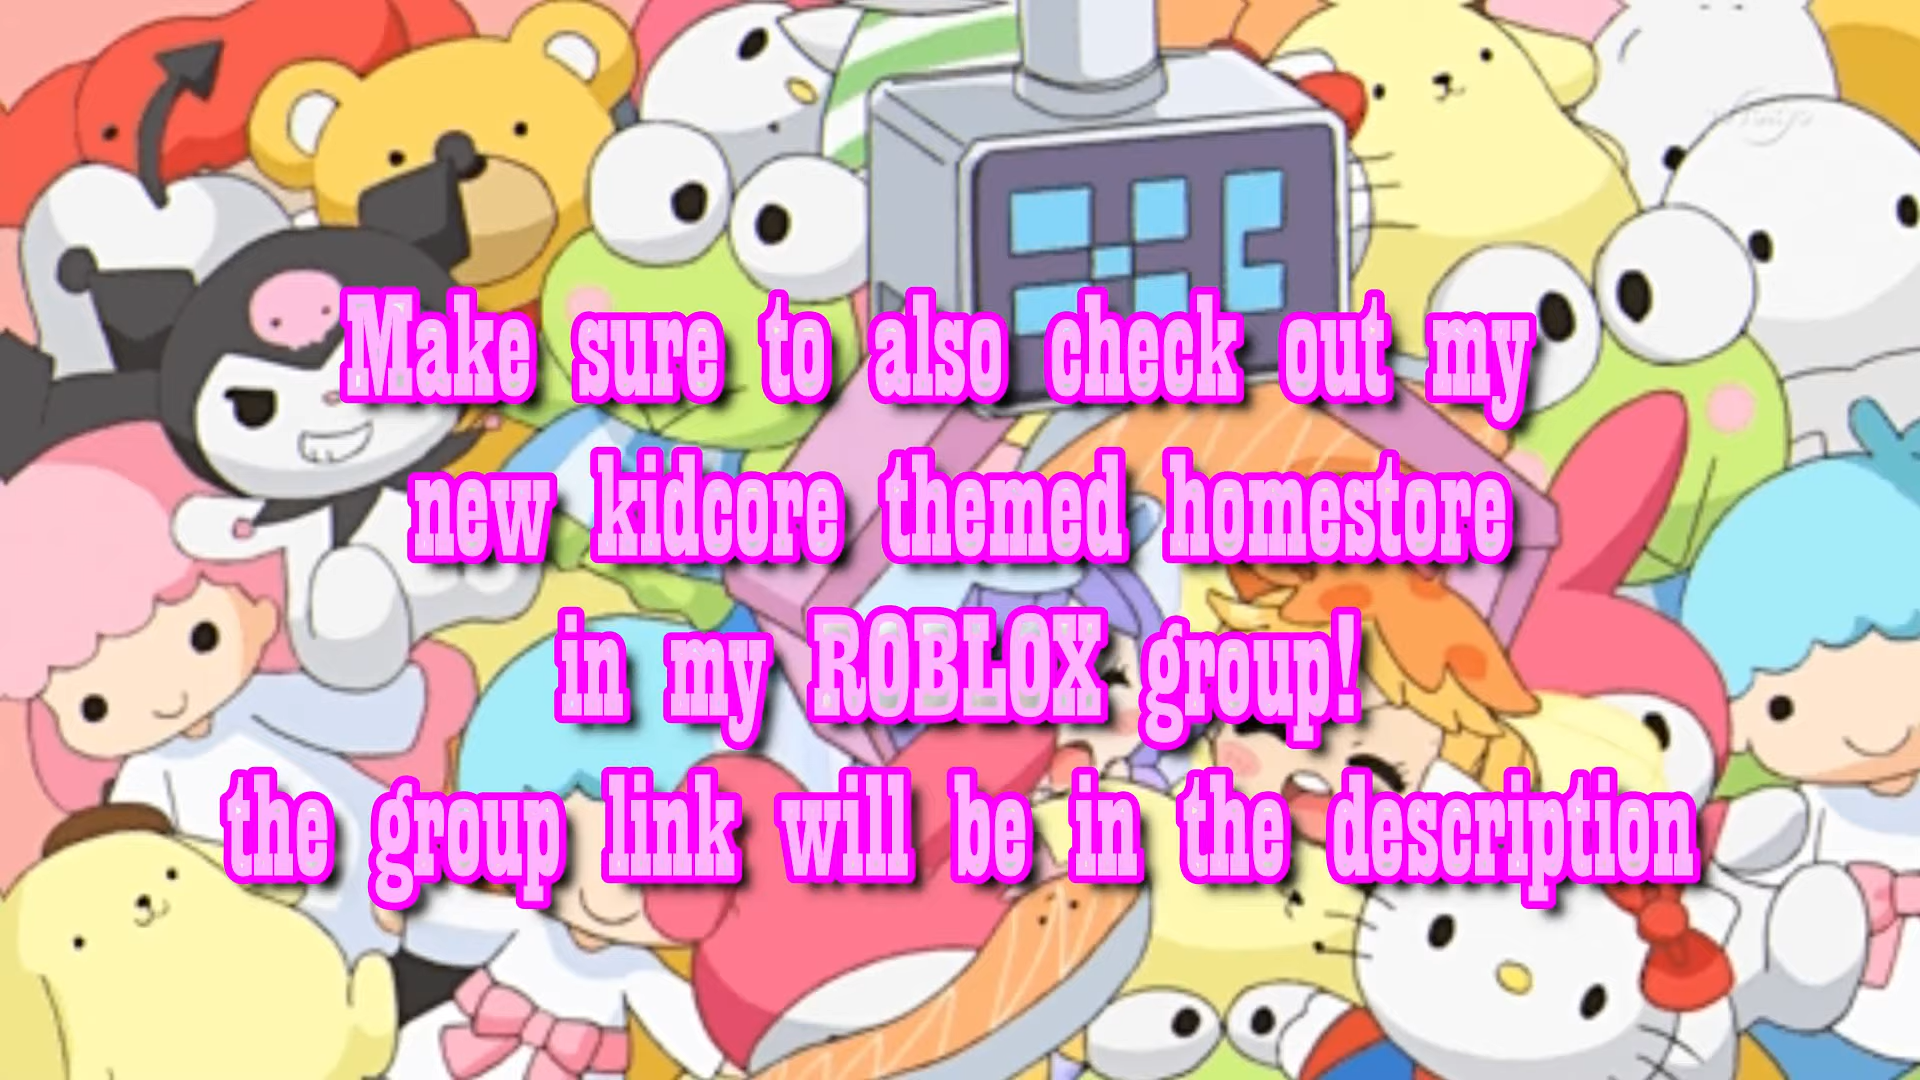 Make sure to also check out my
new kidcore themed homestore
in my ROBLOX group!
the group link will be in the description